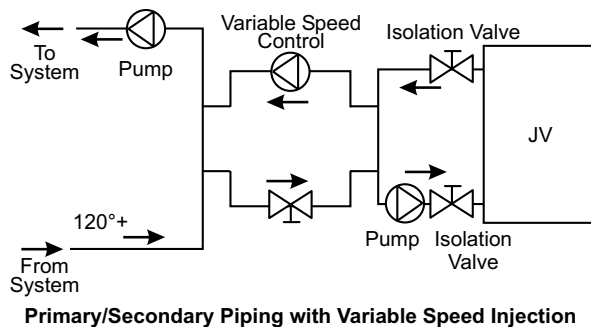 To
System
Pump
Variable Speed
Control
Isolation Valve
JV
120°+
From
System
Pump
Isolation
Valve
Primary/Secondary Piping with Variable Speed Injection